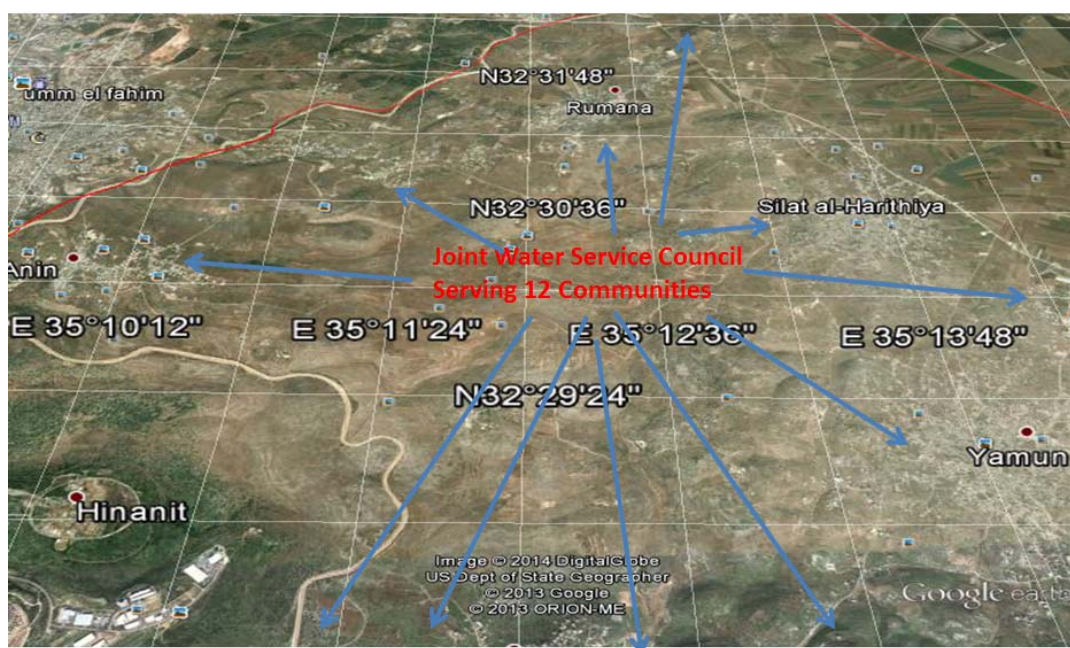 N32°31'48"
umm el fahim
Rumana
N32°30'36"
Silat al-Harithiya
Joint Water Service Council
Serving 12 Communities
Anin
E 35°10'12"
E 35°11'24"
E 35°12'36"
E 35°13'48"
N32°29'24"
Yamun
Hinanit
Image © 2014 DigitalGlobe
US Dept of State Geographer
© 2013 Google
© 2013 ORION-ME
Google earth